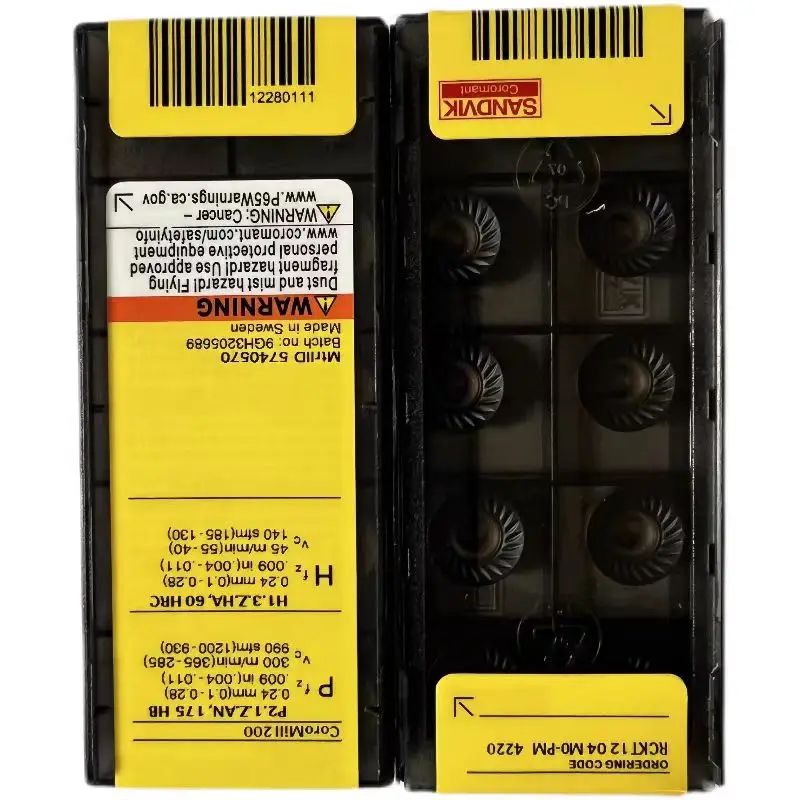 12280111
CoroMill 200
P2.1.Z.AN, 175 HB
P fz 0.24 mm(0.1-0.28)
.009 in (.004-.011)
vc 300 m/min(365-285)
990 sfm(1200-930)
H1.3.Z.HA, 60 HRC
H fz 0.24 mm(0.1-0.28)
.009 in (.004-.011)
vc 45 m/min(55-40)
140 sfm(185-130)
MtrlID 5740570
Batch no: 9GH3205689
Made in Sweden
⚠WARNING
Dust and mist hazard! Flying
fragment hazard! Use approved
personal protective equipment
www.coromant.com/safetyinfo
⚠WARNING: Cancer –
www.P65Warnings.ca.gov
ORDERING CODE
RCKT 12 04 M0-PM 4220
SANDVIK
Coromant